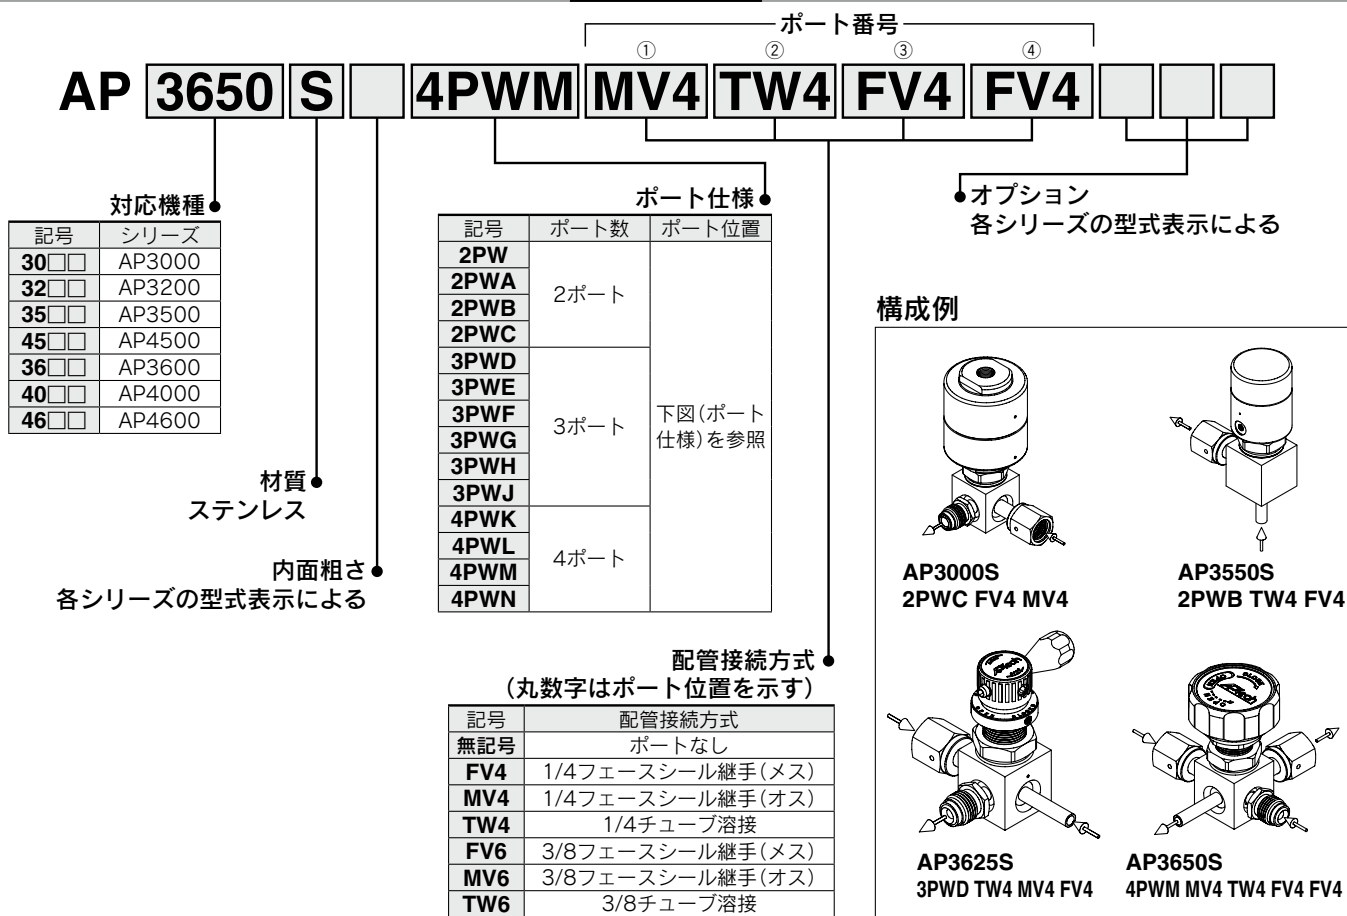 ポート番号
① ② ③ ④
AP 3650 S 4PWM MV4 TW4 FV4 FV4
対応機種
記号 シリーズ
30□□ AP3000
32□□ AP3200
35□□ AP3500
45□□ AP4500
36□□ AP3600
40□□ AP4000
46□□ AP4600
材質
ステンレス
内面粗さ
各シリーズの型式表示による
ポート仕様
記号 ポート数 ポート位置
2PW
2PWA
2PWB
2PWC
2ポート
3PWD
3PWE
3PWF
3PWG
3PWH
3PWJ
3ポート
4PWK
4PWL
4PWM
4PWN
4ポート
下図(ポート
仕様)を参照
配管接続方式
(丸数字はポート位置を示す)
記号 配管接続方式
無記号 ポートなし
FV4 1/4フェースシール継手(メス)
MV4 1/4フェースシール継手(オス)
TW4 1/4チューブ溶接
FV6 3/8フェースシール継手(メス)
MV6 3/8フェースシール継手(オス)
TW6 3/8チューブ溶接
オプション
各シリーズの型式表示による
構成例
AP3000S
2PWC FV4 MV4
AP3550S
2PWB TW4 FV4
AP3625S
3PWD TW4 MV4 FV4
AP3650S
4PWM MV4 TW4 FV4 FV4